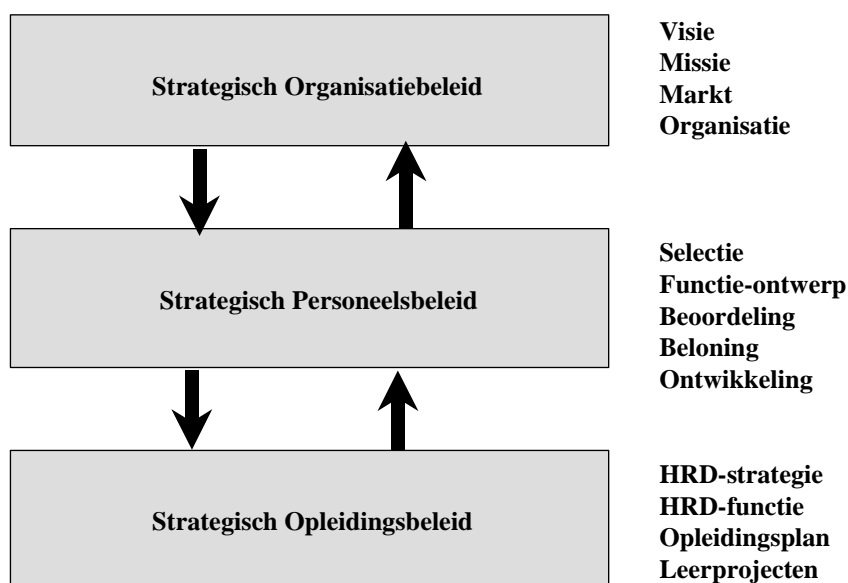 Strategisch Organisatiebeleid
Visie
Missie
Markt
Organisatie
Strategisch Personeelsbeleid
Selectie
Functie-ontwerp
Beoordeling
Beloning
Ontwikkeling
Strategisch Opleidingsbeleid
HRD-strategie
HRD-functie
Opleidingsplan
Leerprojecten